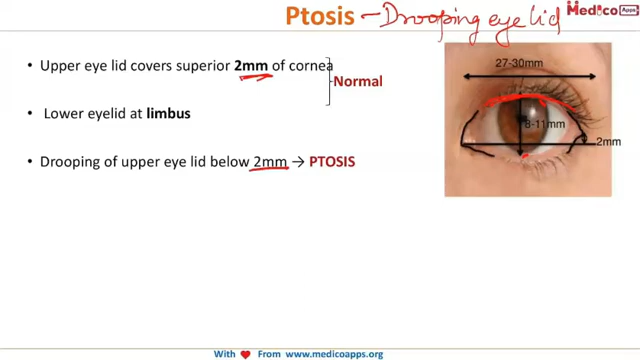 Ptosis - Drooping eye lid
Medico Apps
Upper eye lid covers superior 2mm of cornea
Normal
Lower eyelid at limbus
Drooping of upper eye lid below 2mm → PTOSIS
27-30mm
8-11mm
2mm
With ❤ From www.medicoapps.org